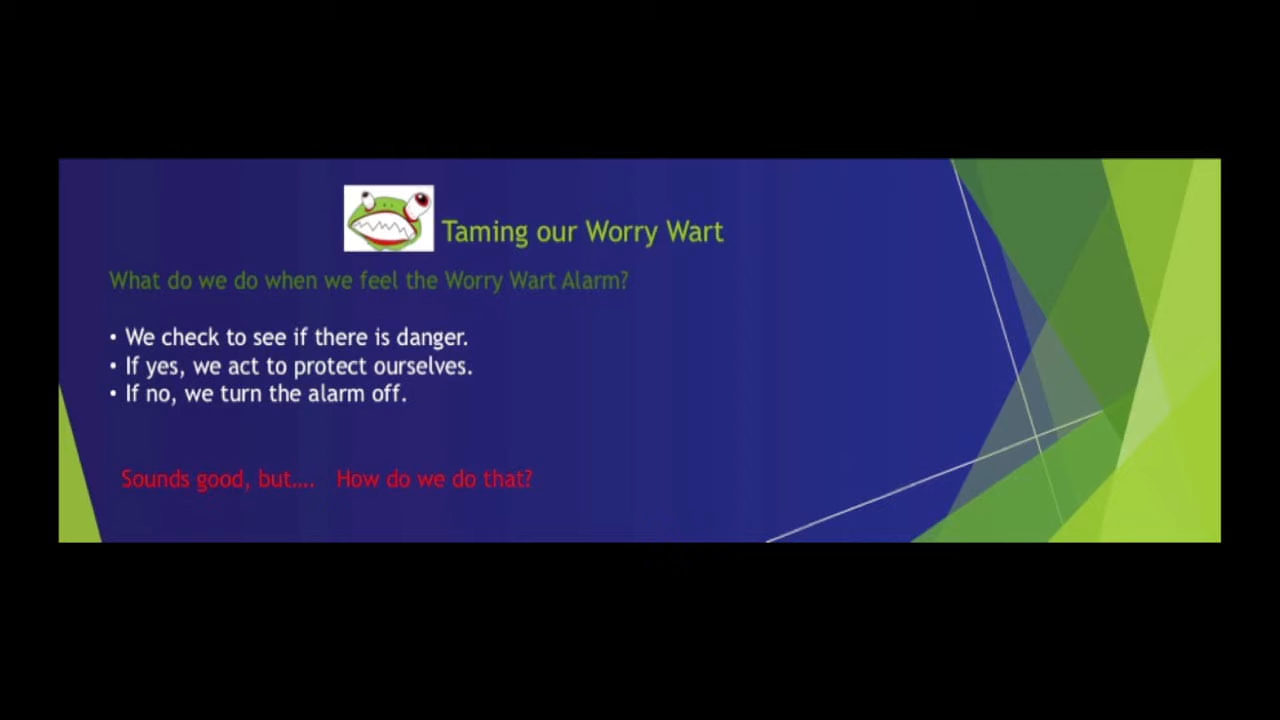 Taming our Worry Wart
What do we do when we feel the Worry Wart Alarm?
• We check to see if there is danger.
• If yes, we act to protect ourselves.
• If no, we turn the alarm off.
Sounds good, but.... How do we do that?